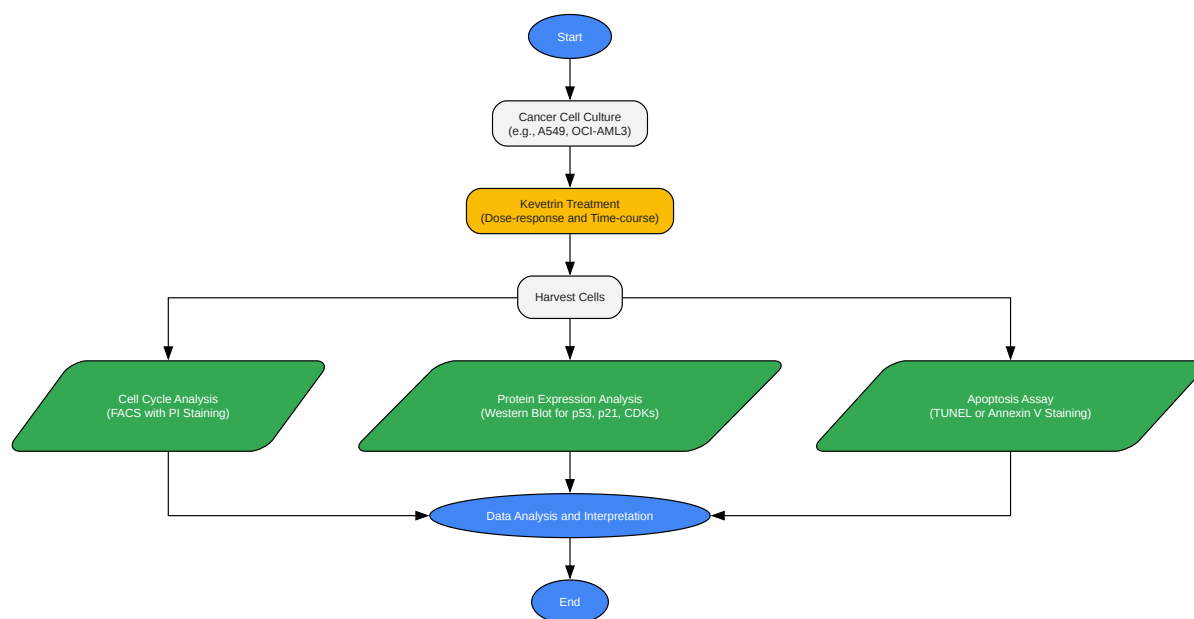 Start
Cancer Cell Culture
(e.g., A549, OCI-AML3)
Kevetrin Treatment
(Dose-response and Time-course)
Harvest Cells
Cell Cycle Analysis
(FACS with PI Staining)
Protein Expression Analysis
(Western Blot for p53, p21, CDKs)
Apoptosis Assay
(TUNEL or Annexin V Staining)
Data Analysis and Interpretation
End